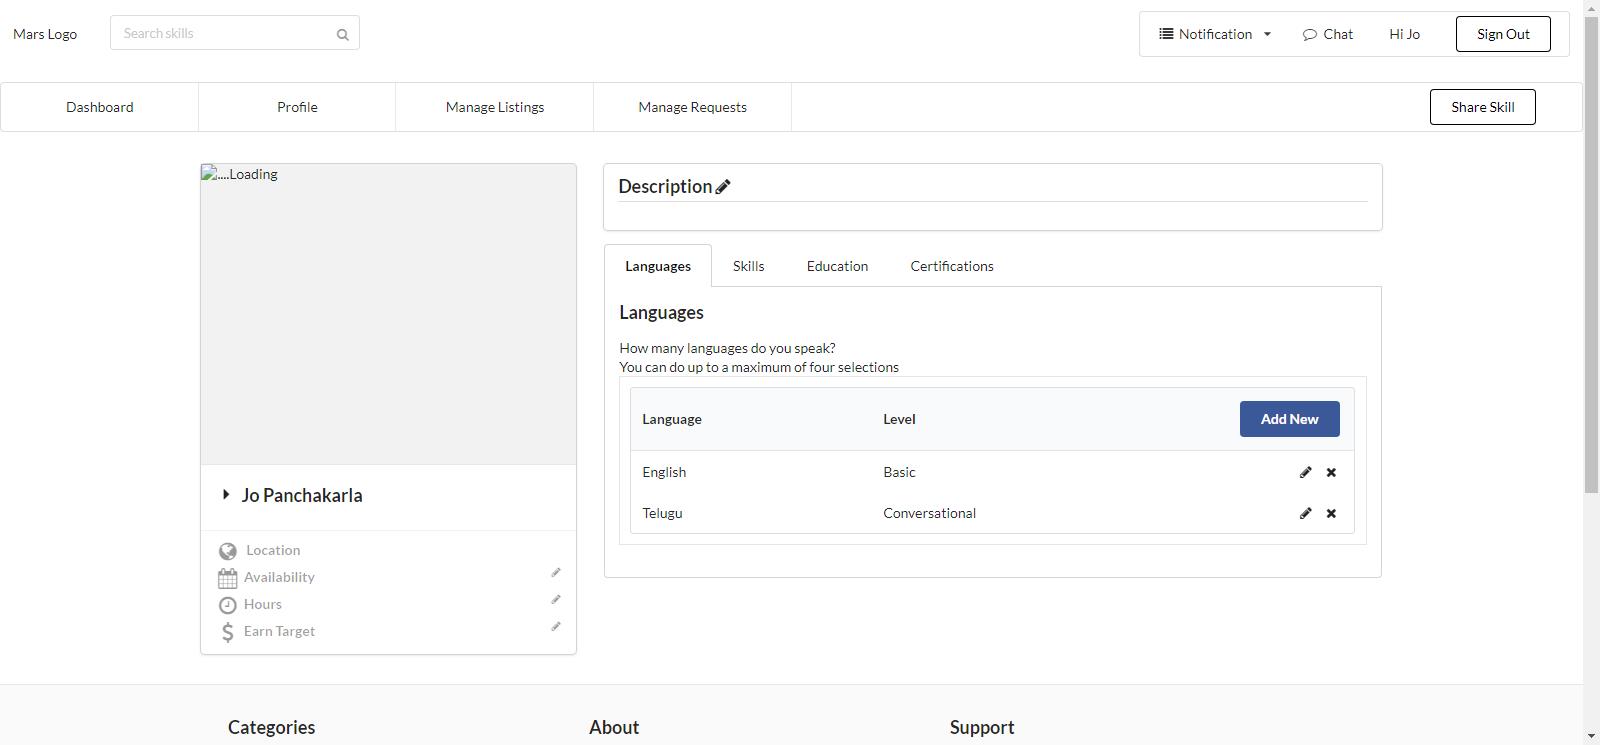 Mars Logo
Search skills
Notification
Chat
Hi Jo
Sign Out
Dashboard
Profile
Manage Listings
Manage Requests
Share Skill
....Loading
Jo Panchakarla
Location
Availability
Hours
Earn Target
Description
Languages
Skills
Education
Certifications
Languages
How many languages do you speak?
You can do up to a maximum of four selections
Language Level Add New
English Basic
Telugu Conversational
Categories
About
Support